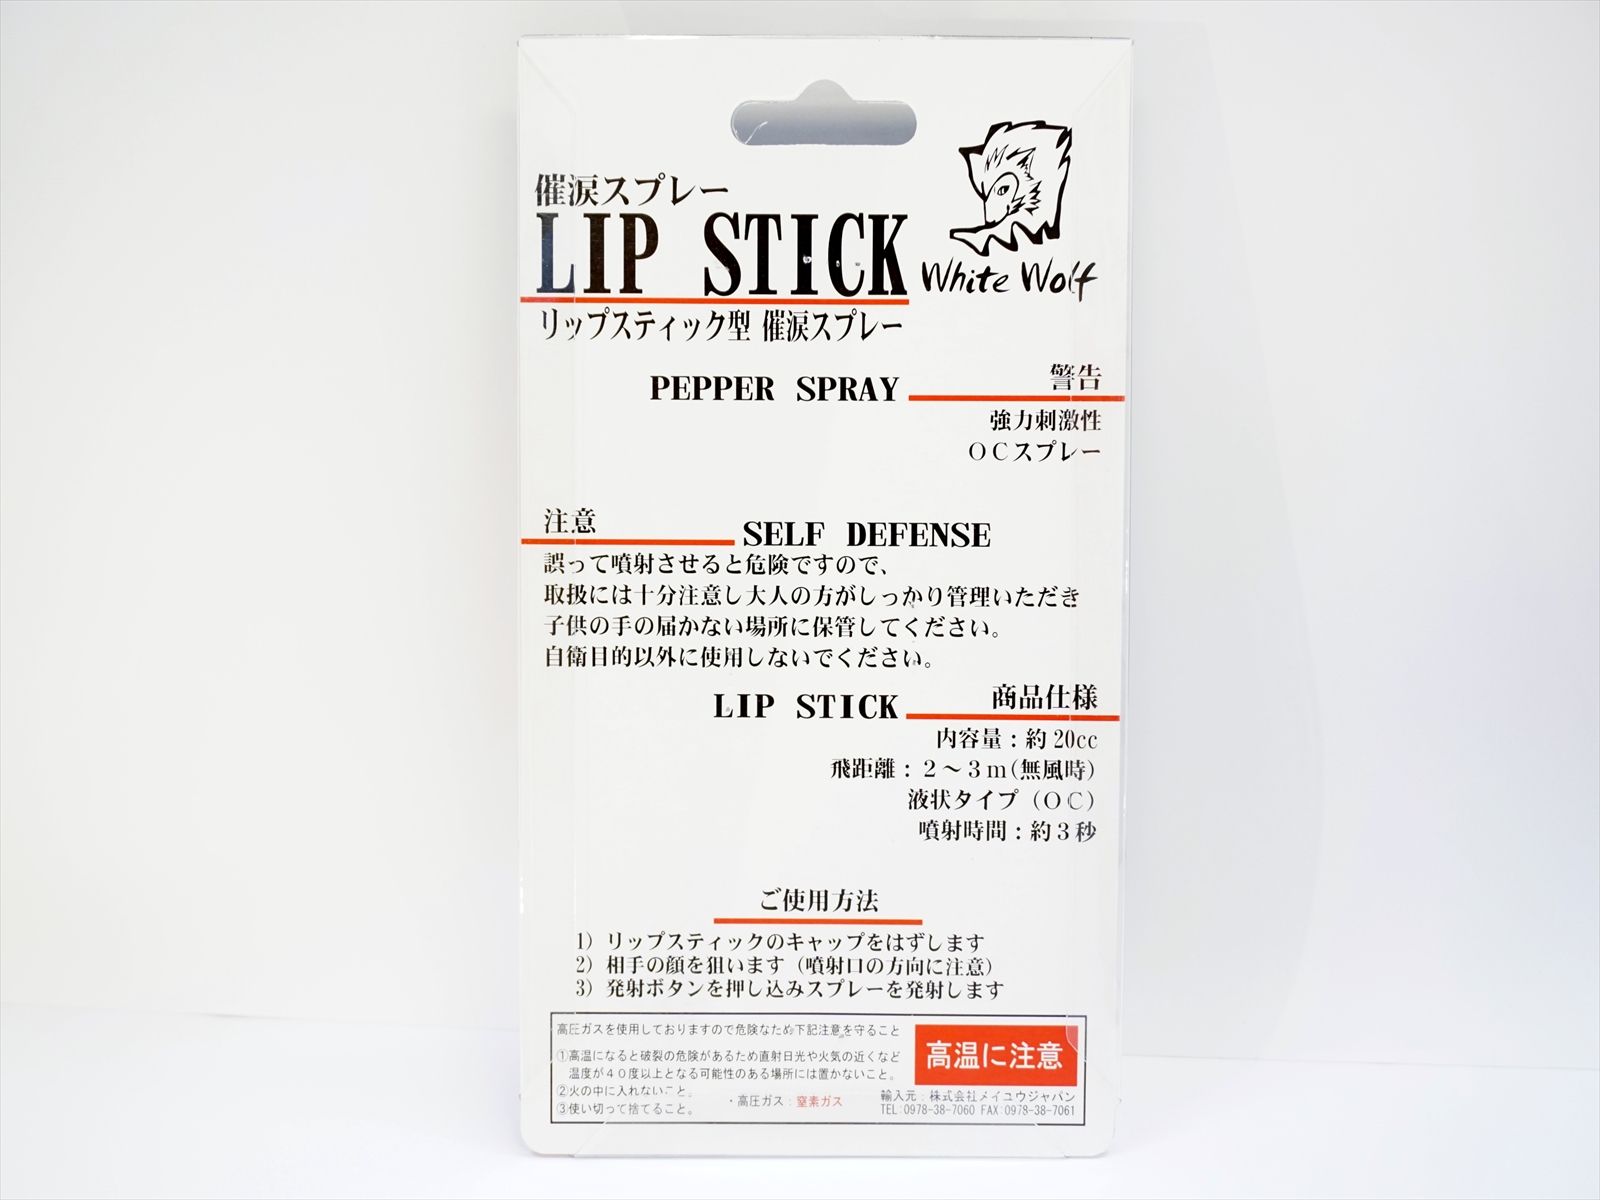 催涙スプレー
LIP STICK
White Wolf
リップスティック型 催涙スプレー
警告
PEPPER SPRAY
強力刺激性
ＯＣスプレー
注意
SELF DEFENSE
誤って噴射させると危険ですので、
取扱には十分注意し大人の方がしっかり管理いただき
子供の手の届かない場所に保管してください。
自衛目的以外に使用しないでください。
LIP STICK
商品仕様
内容量：約20cc
飛距離：２～３ｍ(無風時)
液状タイプ（ＯＣ）
噴射時間：約３秒
ご使用方法
1）リップスティックのキャップをはずします
2）相手の顔を狙います（噴射口の方向に注意）
3）発射ボタンを押し込みスプレーを発射します
高圧ガスを使用しておりますので危険なため下記注意を守ること
①高温になると破裂の危険があるため直射日光や火気の近くなど
温度が４０度以上となる可能性のある場所には置かないこと。
②火の中に入れないこと。
③使い切って捨てること。
・高圧ガス：窒素ガス
高温に注意
輸入元：株式会社メイユウジャパン
TEL:0978-38-7060 FAX:0978-38-7061